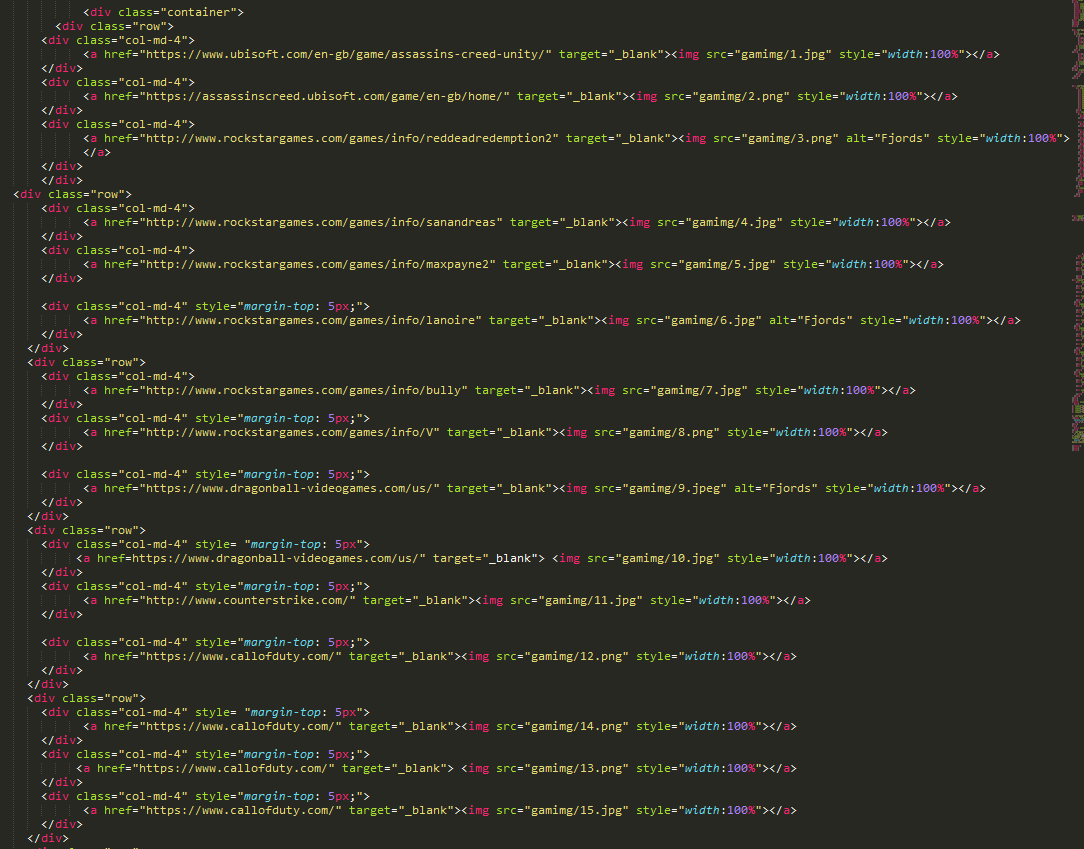 <div class="container">
<div class="row">
<div class="col-md-4">
<a href="https://www.ubisoft.com/en-gb/game/assassins-creed-unity/" target="_blank"><img src="gamimg/1.jpg" style="width:100%"></a>
</div>
<div class="col-md-4">
<a href="https://assassinscreed.ubisoft.com/game/en-gb/home/" target="_blank"><img src="gamimg/2.png" style="width:100%"></a>
</div>
<div class="col-md-4">
<a href="http://www.rockstargames.com/games/info/reddeadredemption2" target="_blank"><img src="gamimg/3.png" alt="Fjords" style="width:100%">
</a>
</div>
</div>
<div class="row">
<div class="col-md-4">
<a href="http://www.rockstargames.com/games/info/sanandreas" target="_blank"><img src="gamimg/4.jpg" style="width:100%"></a>
</div>
<div class="col-md-4">
<a href="http://www.rockstargames.com/games/info/maxpayne2" target="_blank"><img src="gamimg/5.jpg" style="width:100%"></a>
</div>
<div class="col-md-4" style="margin-top: 5px;">
<a href="http://www.rockstargames.com/games/info/lanoire" target="_blank"><img src="gamimg/6.jpg" alt="Fjords" style="width:100%"></a>
</div>
</div>
<div class="row">
<div class="col-md-4">
<a href="http://www.rockstargames.com/games/info/bully" target="_blank"><img src="gamimg/7.jpg" style="width:100%"></a>
</div>
<div class="col-md-4" style="margin-top: 5px;">
<a href="http://www.rockstargames.com/games/info/V" target="_blank"><img src="gamimg/8.png" style="width:100%"></a>
</div>
<div class="col-md-4" style="margin-top: 5px;">
<a href="https://www.dragonball-videogames.com/us/" target="_blank"><img src="gamimg/9.jpeg" alt="Fjords" style="width:100%"></a>
</div>
</div>
<div class="row">
<div class="col-md-4" style= "margin-top: 5px">
<a href=https://www.dragonball-videogames.com/us/" target="_blank"> <img src="gamimg/10.jpg" style="width:100%"></a>
</div>
<div class="col-md-4" style="margin-top: 5px;">
<a href="http://www.counterstrike.com/" target="_blank"><img src="gamimg/11.jpg" style="width:100%"></a>
</div>
<div class="col-md-4" style="margin-top: 5px;">
<a href="https://www.callofduty.com/" target="_blank"><img src="gamimg/12.png" style="width:100%"></a>
</div>
</div>
<div class="row">
<div class="col-md-4" style= "margin-top: 5px">
<a href="https://www.callofduty.com/" target="_blank"><img src="gamimg/14.png" style="width:100%"></a>
</div>
<div class="col-md-4" style="margin-top: 5px;">
<a href="https://www.callofduty.com/" target="_blank"> <img src="gamimg/13.png" style="width:100%"></a>
</div>
<div class="col-md-4" style="margin-top: 5px;">
<a href="https://www.callofduty.com/" target="_blank"><img src="gamimg/15.jpg" style="width:100%"></a>
</div>
</div>